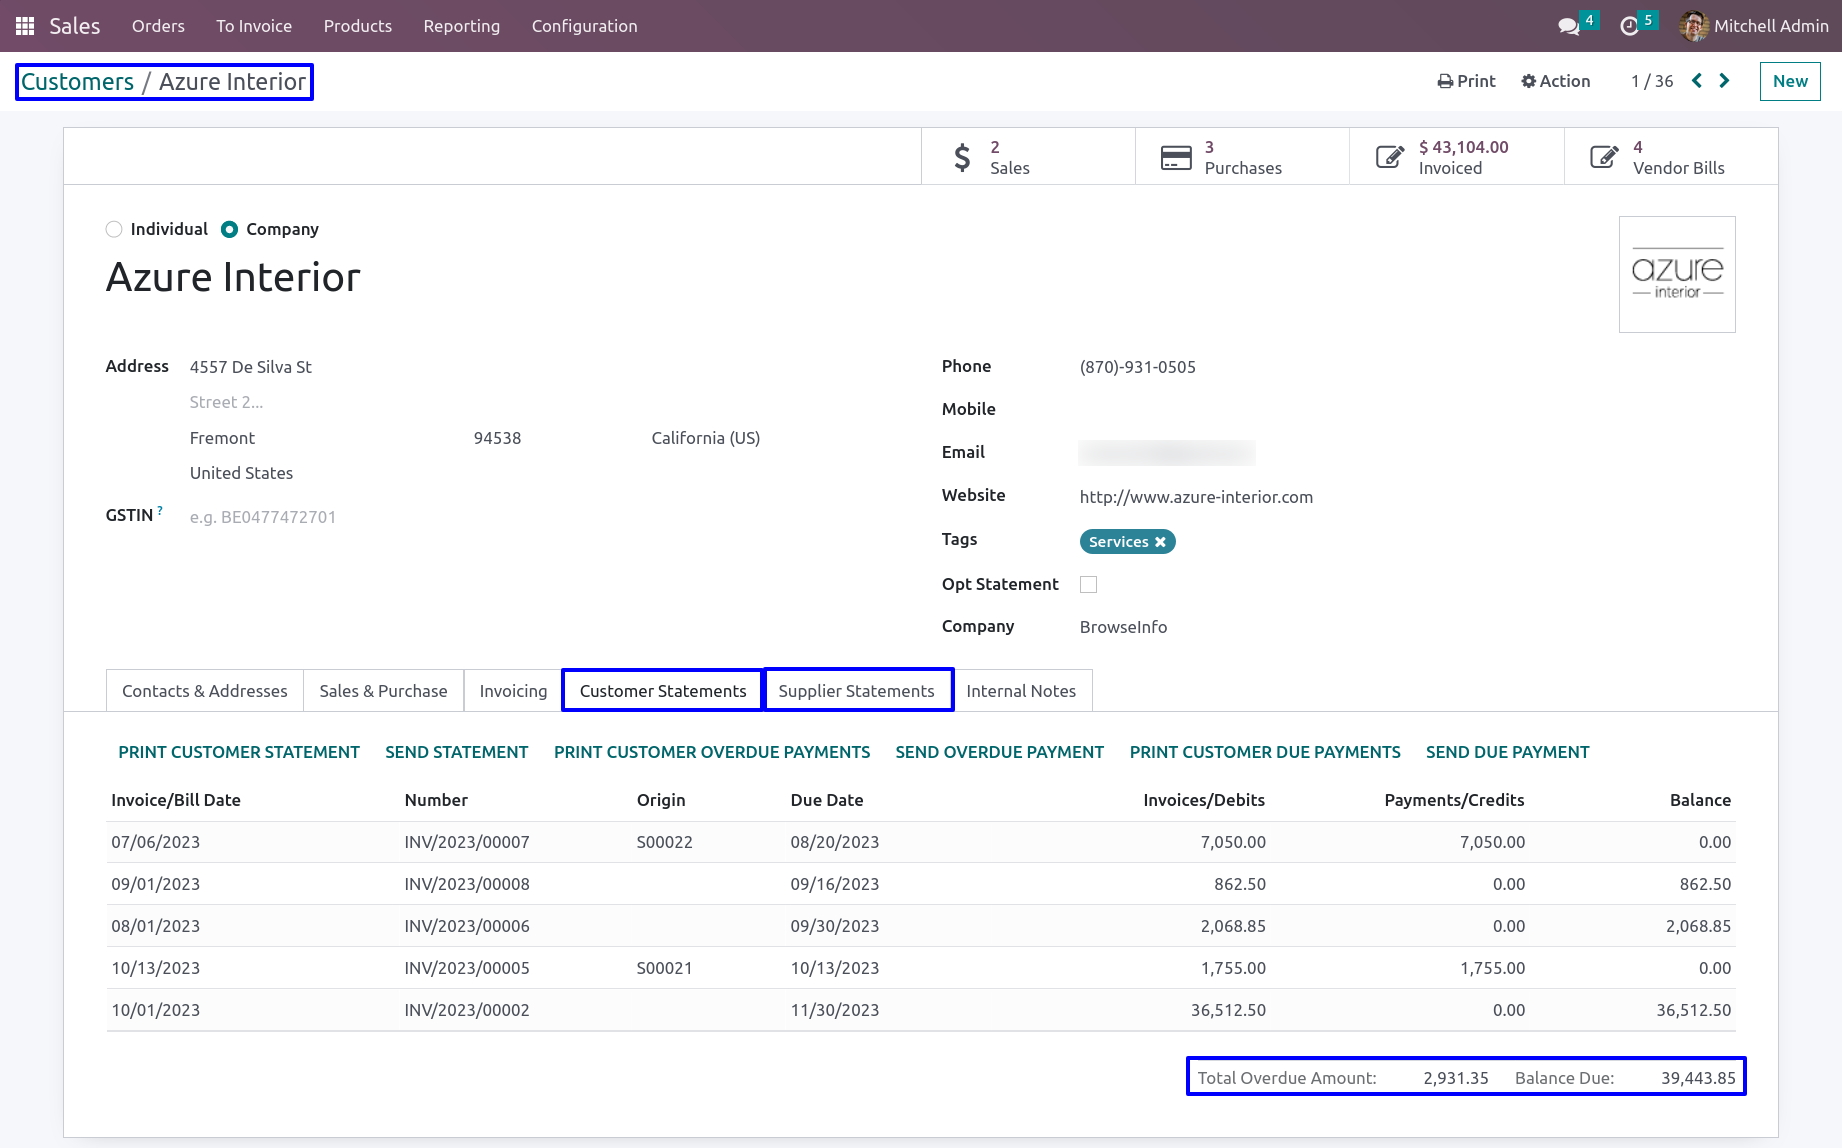 Sales Orders To Invoice Products Reporting Configuration 4 5 Mitchell Admin
Customers / Azure Interior Print Action 1 / 36 New
2
Sales
3
Purchases
$ 43,104.00
Invoiced
4
Vendor Bills
Individual Company
Azure Interior
azure
interior
Address 4557 De Silva St
Street 2...
Fremont 94538 California (US)
United States
GSTIN ? e.g. BE0477472701
Phone (870)-931-0505
Mobile
Email
Website http://www.azure-interior.com
Tags Services
Opt Statement
Company BrowseInfo
Contacts & Addresses Sales & Purchase Invoicing Customer Statements Supplier Statements Internal Notes
PRINT CUSTOMER STATEMENT SEND STATEMENT PRINT CUSTOMER OVERDUE PAYMENTS SEND OVERDUE PAYMENT PRINT CUSTOMER DUE PAYMENTS SEND DUE PAYMENT
Invoice/Bill Date Number Origin Due Date Invoices/Debits Payments/Credits Balance
07/06/2023 INV/2023/00007 S00022 08/20/2023 7,050.00 7,050.00 0.00
09/01/2023 INV/2023/00008 09/16/2023 862.50 0.00 862.50
08/01/2023 INV/2023/00006 09/30/2023 2,068.85 0.00 2,068.85
10/13/2023 INV/2023/00005 S00021 10/13/2023 1,755.00 1,755.00 0.00
10/01/2023 INV/2023/00002 11/30/2023 36,512.50 0.00 36,512.50
Total Overdue Amount: 2,931.35 Balance Due: 39,443.85